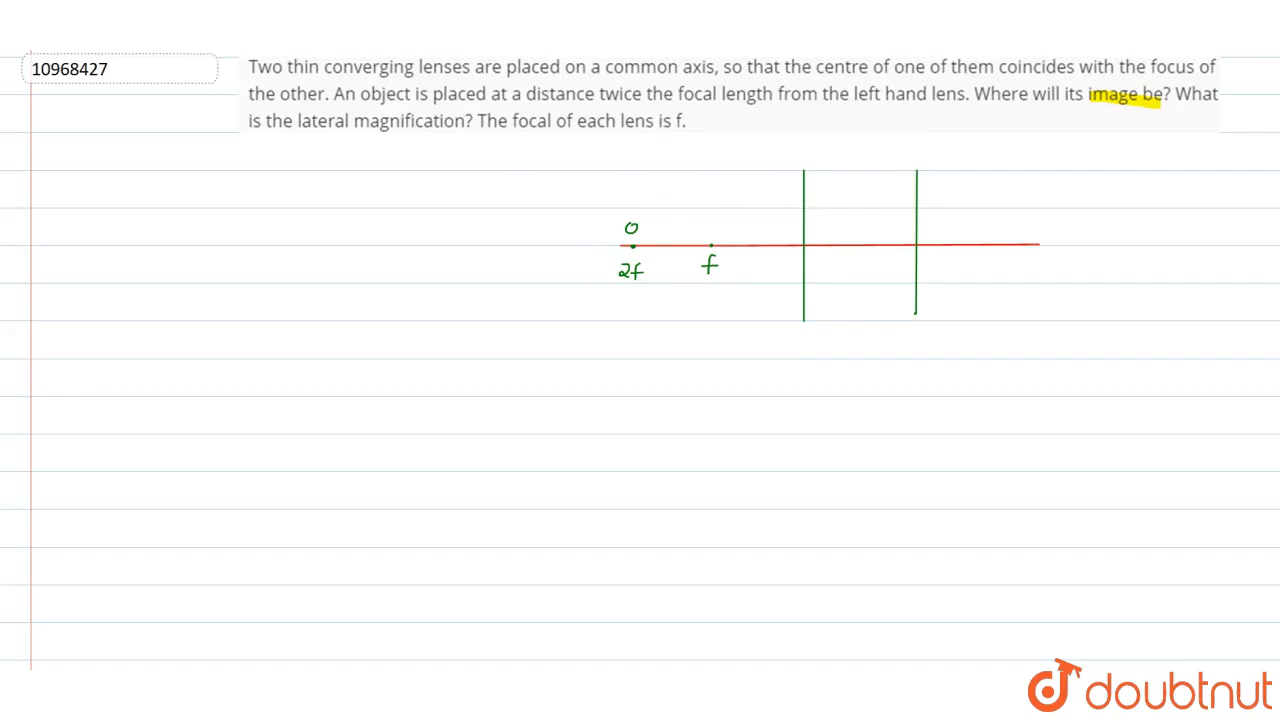 10968427
Two thin converging lenses are placed on a common axis, so that the centre of one of them coincides with the focus of
the other. An object is placed at a distance twice the focal length from the left hand lens. Where will its image be? What
is the lateral magnification? The focal of each lens is f.
O
2f f
doubtnut